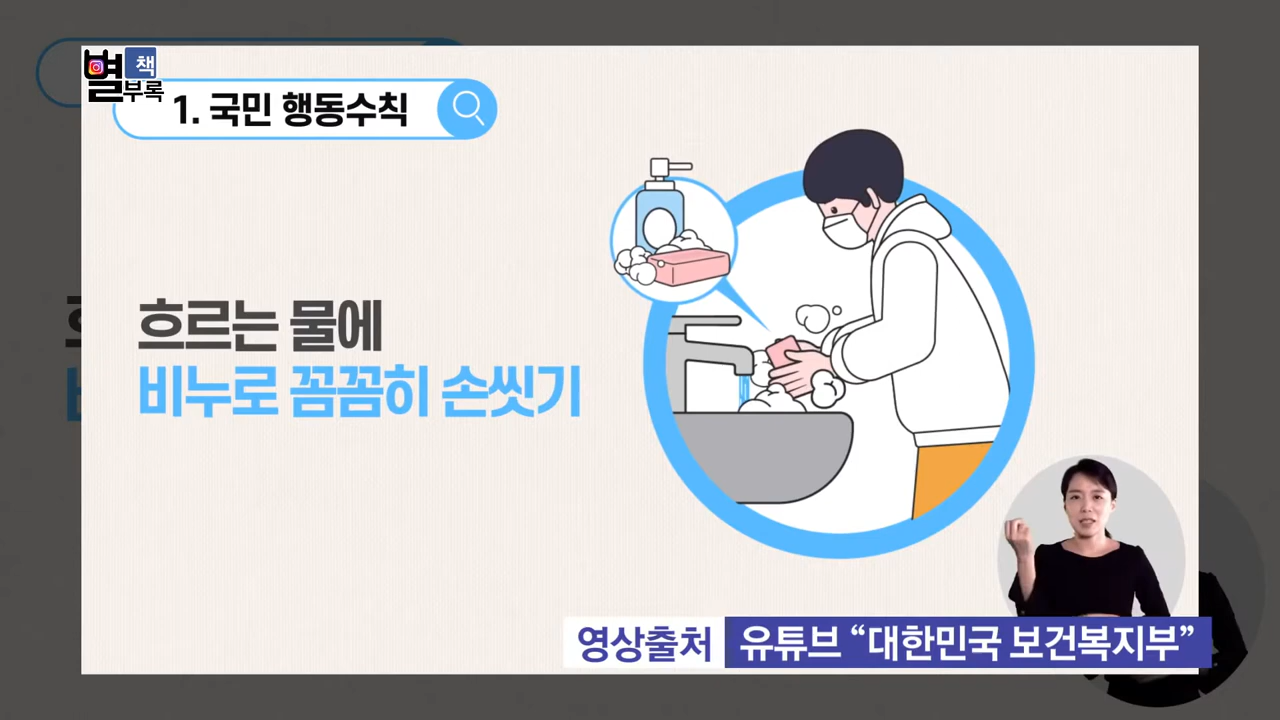 별책
부록
1. 국민 행동수칙
흐르는 물에
비누로 꼼꼼히 손씻기
영상출처 유튜브 “대한민국 보건복지부”